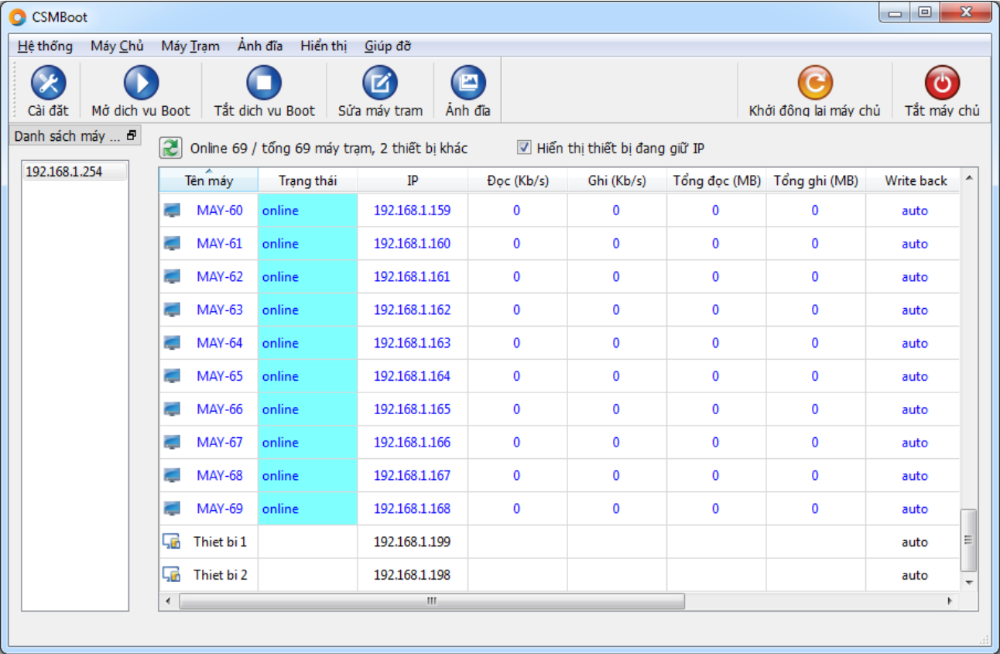 CSMBoot
Hệ thống Máy Chủ Máy Trạm Ảnh đĩa Hiển thị Giúp đỡ
Cài đặt Mở dịch vụ Boot Tắt dịch vụ Boot Sửa máy trạm Ảnh đĩa Khởi động lại máy chủ Tắt máy chủ
Danh sách máy ...
192.168.1.254
Online 69 / tổng 69 máy trạm, 2 thiết bị khác Hiển thị thiết bị đang giữ IP
Tên máy Trạng thái IP Đọc (Kb/s) Ghi (Kb/s) Tổng đọc (MB) Tổng ghi (MB) Write back
MAY-60 online 192.168.1.159 0 0 0 0 auto
MAY-61 online 192.168.1.160 0 0 0 0 auto
MAY-62 online 192.168.1.161 0 0 0 0 auto
MAY-63 online 192.168.1.162 0 0 0 0 auto
MAY-64 online 192.168.1.163 0 0 0 0 auto
MAY-65 online 192.168.1.164 0 0 0 0 auto
MAY-66 online 192.168.1.165 0 0 0 0 auto
MAY-67 online 192.168.1.166 0 0 0 0 auto
MAY-68 online 192.168.1.167 0 0 0 0 auto
MAY-69 online 192.168.1.168 0 0 0 0 auto
Thiet bi 1 192.168.1.199 auto
Thiet bi 2 192.168.1.198 auto